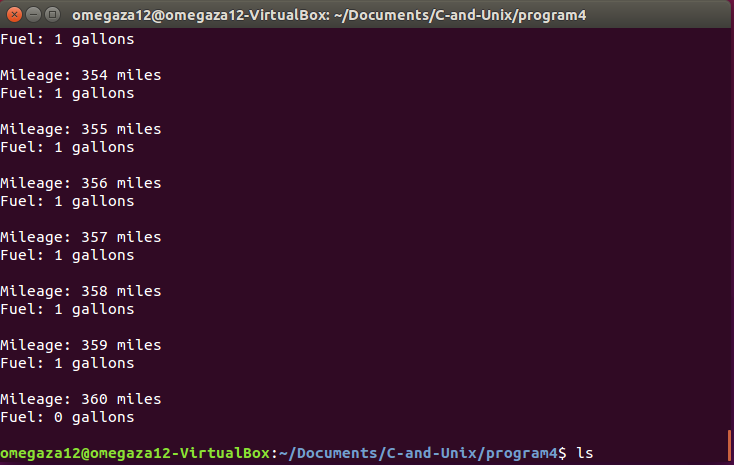 omegaza12@omegaza12-VirtualBox: ~/Documents/C-and-Unix/program4
Fuel: 1 gallons
Mileage: 354 miles
Fuel: 1 gallons
Mileage: 355 miles
Fuel: 1 gallons
Mileage: 356 miles
Fuel: 1 gallons
Mileage: 357 miles
Fuel: 1 gallons
Mileage: 358 miles
Fuel: 1 gallons
Mileage: 359 miles
Fuel: 1 gallons
Mileage: 360 miles
Fuel: 0 gallons
omegaza12@omegaza12-VirtualBox:~/Documents/C-and-Unix/program4$ ls